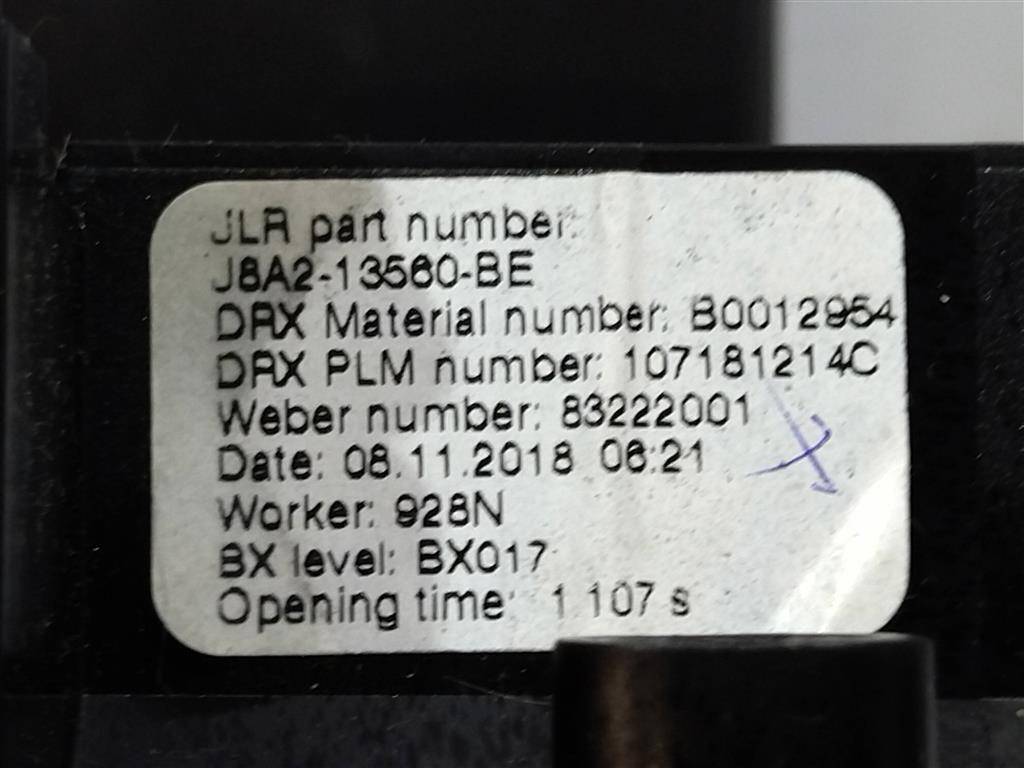 JLR part number:
J8A2-13560-BE
DRX Material number: B0012954
DRX PLM number: 107181214C
Weber number: 83222001
Date: 08.11.2018 06:21
Worker: 928N
BX level: BX017
Opening time: 1.107 s